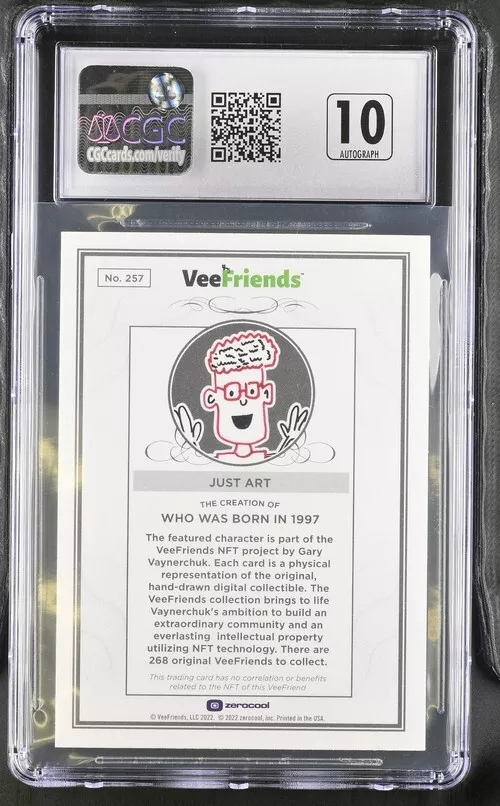 CGC
CGCcards.com/verify
10
AUTOGRAPH
No. 257
VeeFriends™
JUST ART
THE CREATION OF
WHO WAS BORN IN 1997
The featured character is part of the
VeeFriends NFT project by Gary
Vaynerchuk. Each card is a physical
representation of the original,
hand-drawn digital collectible. The
VeeFriends collection brings to life
Vaynerchuk's ambition to build an
extraordinary community and an
everlasting intellectual property
utilizing NFT technology. There are
268 original VeeFriends to collect.
This trading card has no correlation or benefits
related to the NFT of this VeeFriend
zerocool
© VeeFriends, LLC 2022. © 2022 zerocool, inc. Printed in the USA.